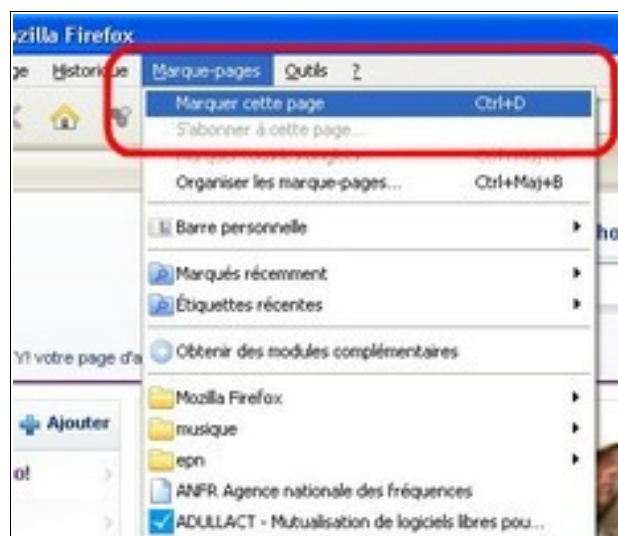 ozilla Firefox
ge Historique Marque-pages Outils ?
Marquer cette page Ctrl+D
S'abonner à cette page...
Organiser les marque-pages... Ctrl+Maj+B
Barre personnelle
ho
Marqués récemment
Étiquettes récentes
Y! votre page d'a
Obtenir des modules complémentaires
Mozilla Firefox
Ajouter
musique
epn
o!
ANFR Agence nationale des fréquences
ADULLACT - Mutualisation de logiciels libres pou...